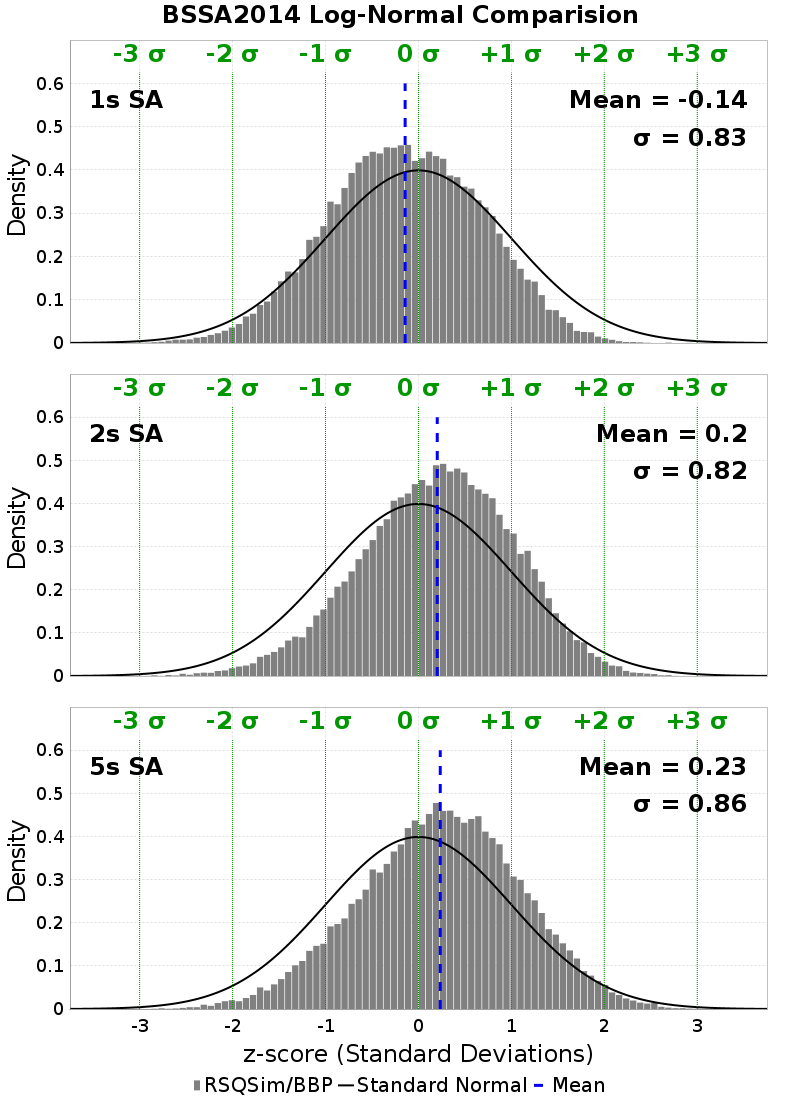 BSSA2014 Log-Normal Comparision
-3 σ -2 σ -1 σ 0 σ +1 σ +2 σ +3 σ
0.6
1s SA Mean = -0.14
0.5
σ = 0.83
0.4
Density
0.3
0.2
0.1
0
-3 σ -2 σ -1 σ 0 σ +1 σ +2 σ +3 σ
0.6
2s SA Mean = 0.2
0.5
σ = 0.82
0.4
Density
0.3
0.2
0.1
0
-3 σ -2 σ -1 σ 0 σ +1 σ +2 σ +3 σ
0.6
5s SA Mean = 0.23
0.5
σ = 0.86
0.4
Density
0.3
0.2
0.1
0
-3 -2 -1 0 1 2 3
z-score (Standard Deviations)
RSQSim/BBP Standard Normal Mean